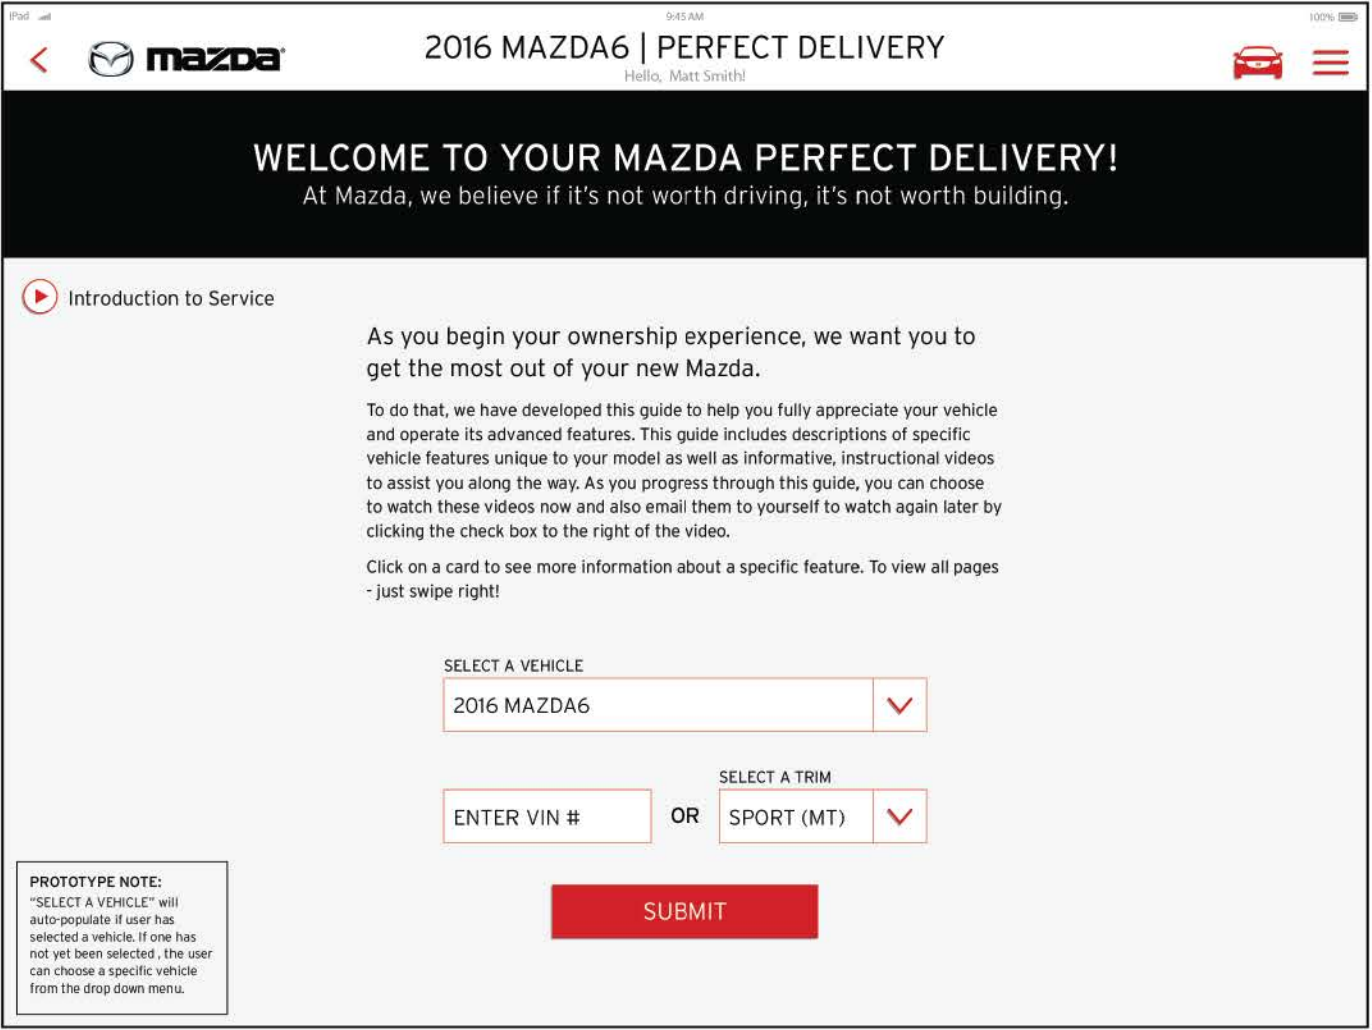 iPad
9:45 AM
100%
mazda
2016 MAZDA6 | PERFECT DELIVERY
Hello, Matt Smith!
WELCOME TO YOUR MAZDA PERFECT DELIVERY!
At Mazda, we believe if it's not worth driving, it's not worth building.
Introduction to Service
As you begin your ownership experience, we want you to
get the most out of your new Mazda.
To do that, we have developed this guide to help you fully appreciate your vehicle
and operate its advanced features. This guide includes descriptions of specific
vehicle features unique to your model as well as informative, instructional videos
to assist you along the way. As you progress through this guide, you can choose
to watch these videos now and also email them to yourself to watch again later by
clicking the check box to the right of the video.
Click on a card to see more information about a specific feature. To view all pages
- just swipe right!
SELECT A VEHICLE
2016 MAZDA6
SELECT A TRIM
ENTER VIN # OR SPORT (MT)
SUBMIT
PROTOTYPE NOTE:
“SELECT A VEHICLE” will
auto-populate if user has
selected a vehicle. If one has
not yet been selected , the user
can choose a specific vehicle
from the drop down menu.